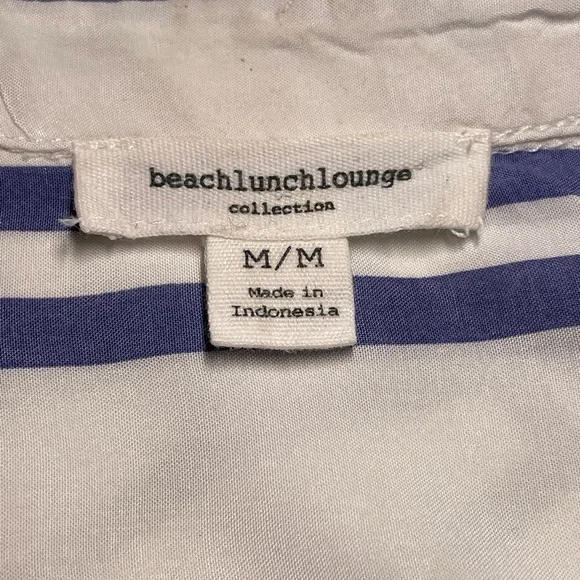 beachlunchlounge
collection
M/M
Made in
Indonesia